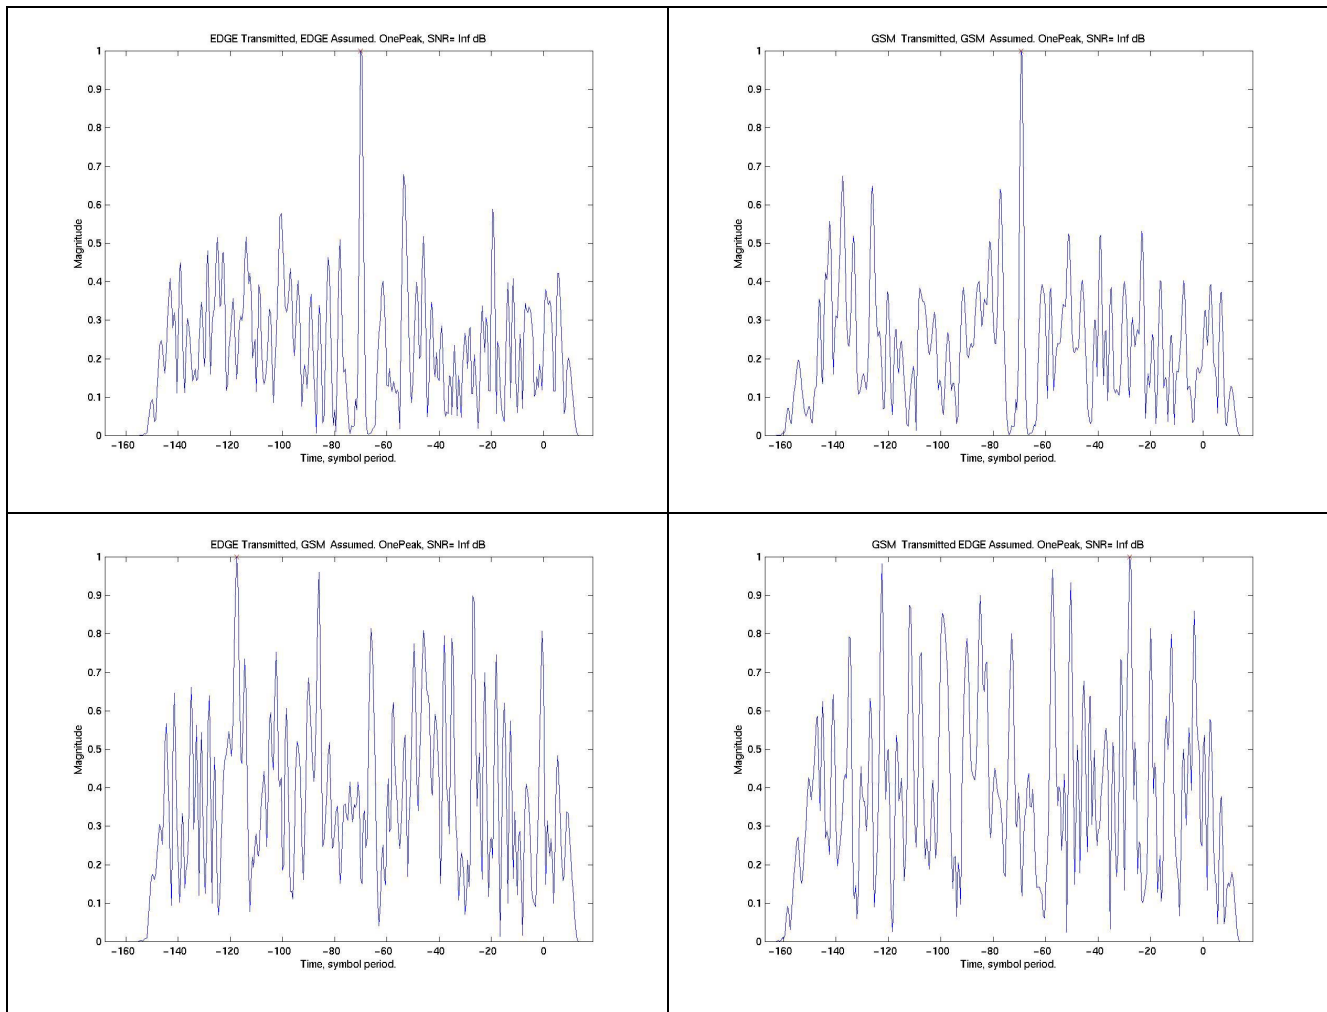 EDGE Transmitted, EDGE Assumed. OnePeak, SNR= Inf dB
1
0.9
0.8
0.7
0.6
0.5
0.4
0.3
0.2
0.1
0
Magnitude
−160 −140 −120 −100 −80 −60 −40 −20 0
Time, symbol period.
GSM Transmitted, GSM Assumed. OnePeak, SNR= Inf dB
1
0.9
0.8
0.7
0.6
0.5
0.4
0.3
0.2
0.1
0
Magnitude
−160 −140 −120 −100 −80 −60 −40 −20 0
Time, symbol period.
EDGE Transmitted, GSM Assumed. OnePeak, SNR= Inf dB
1
0.9
0.8
0.7
0.6
0.5
0.4
0.3
0.2
0.1
0
Magnitude
−160 −140 −120 −100 −80 −60 −40 −20 0
Time, symbol period.
GSM Transmitted EDGE Assumed. OnePeak, SNR= Inf dB
1
0.9
0.8
0.7
0.6
0.5
0.4
0.3
0.2
0.1
0
Magnitude
−160 −140 −120 −100 −80 −60 −40 −20 0
Time, symbol period.